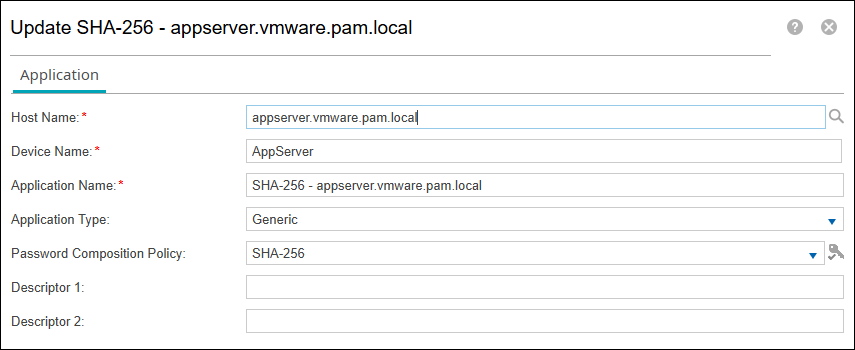 Update SHA-256 - appserver.vmware.pam.local
?
Application
Host Name:* appserver.vmware.pam.local
Device Name:* AppServer
Application Name:* SHA-256 - appserver.vmware.pam.local
Application Type: Generic
Password Composition Policy: SHA-256
Descriptor 1:
Descriptor 2: